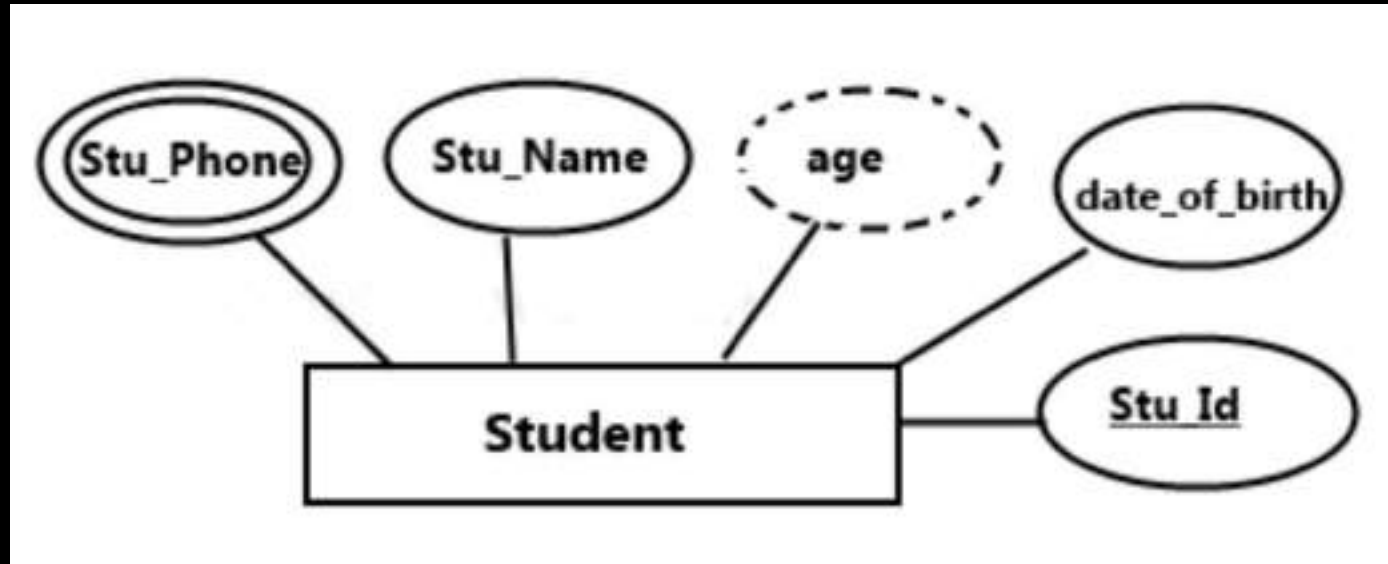 Stu_Phone
Stu_Name
age
date_of_birth
Stu_Id
Student